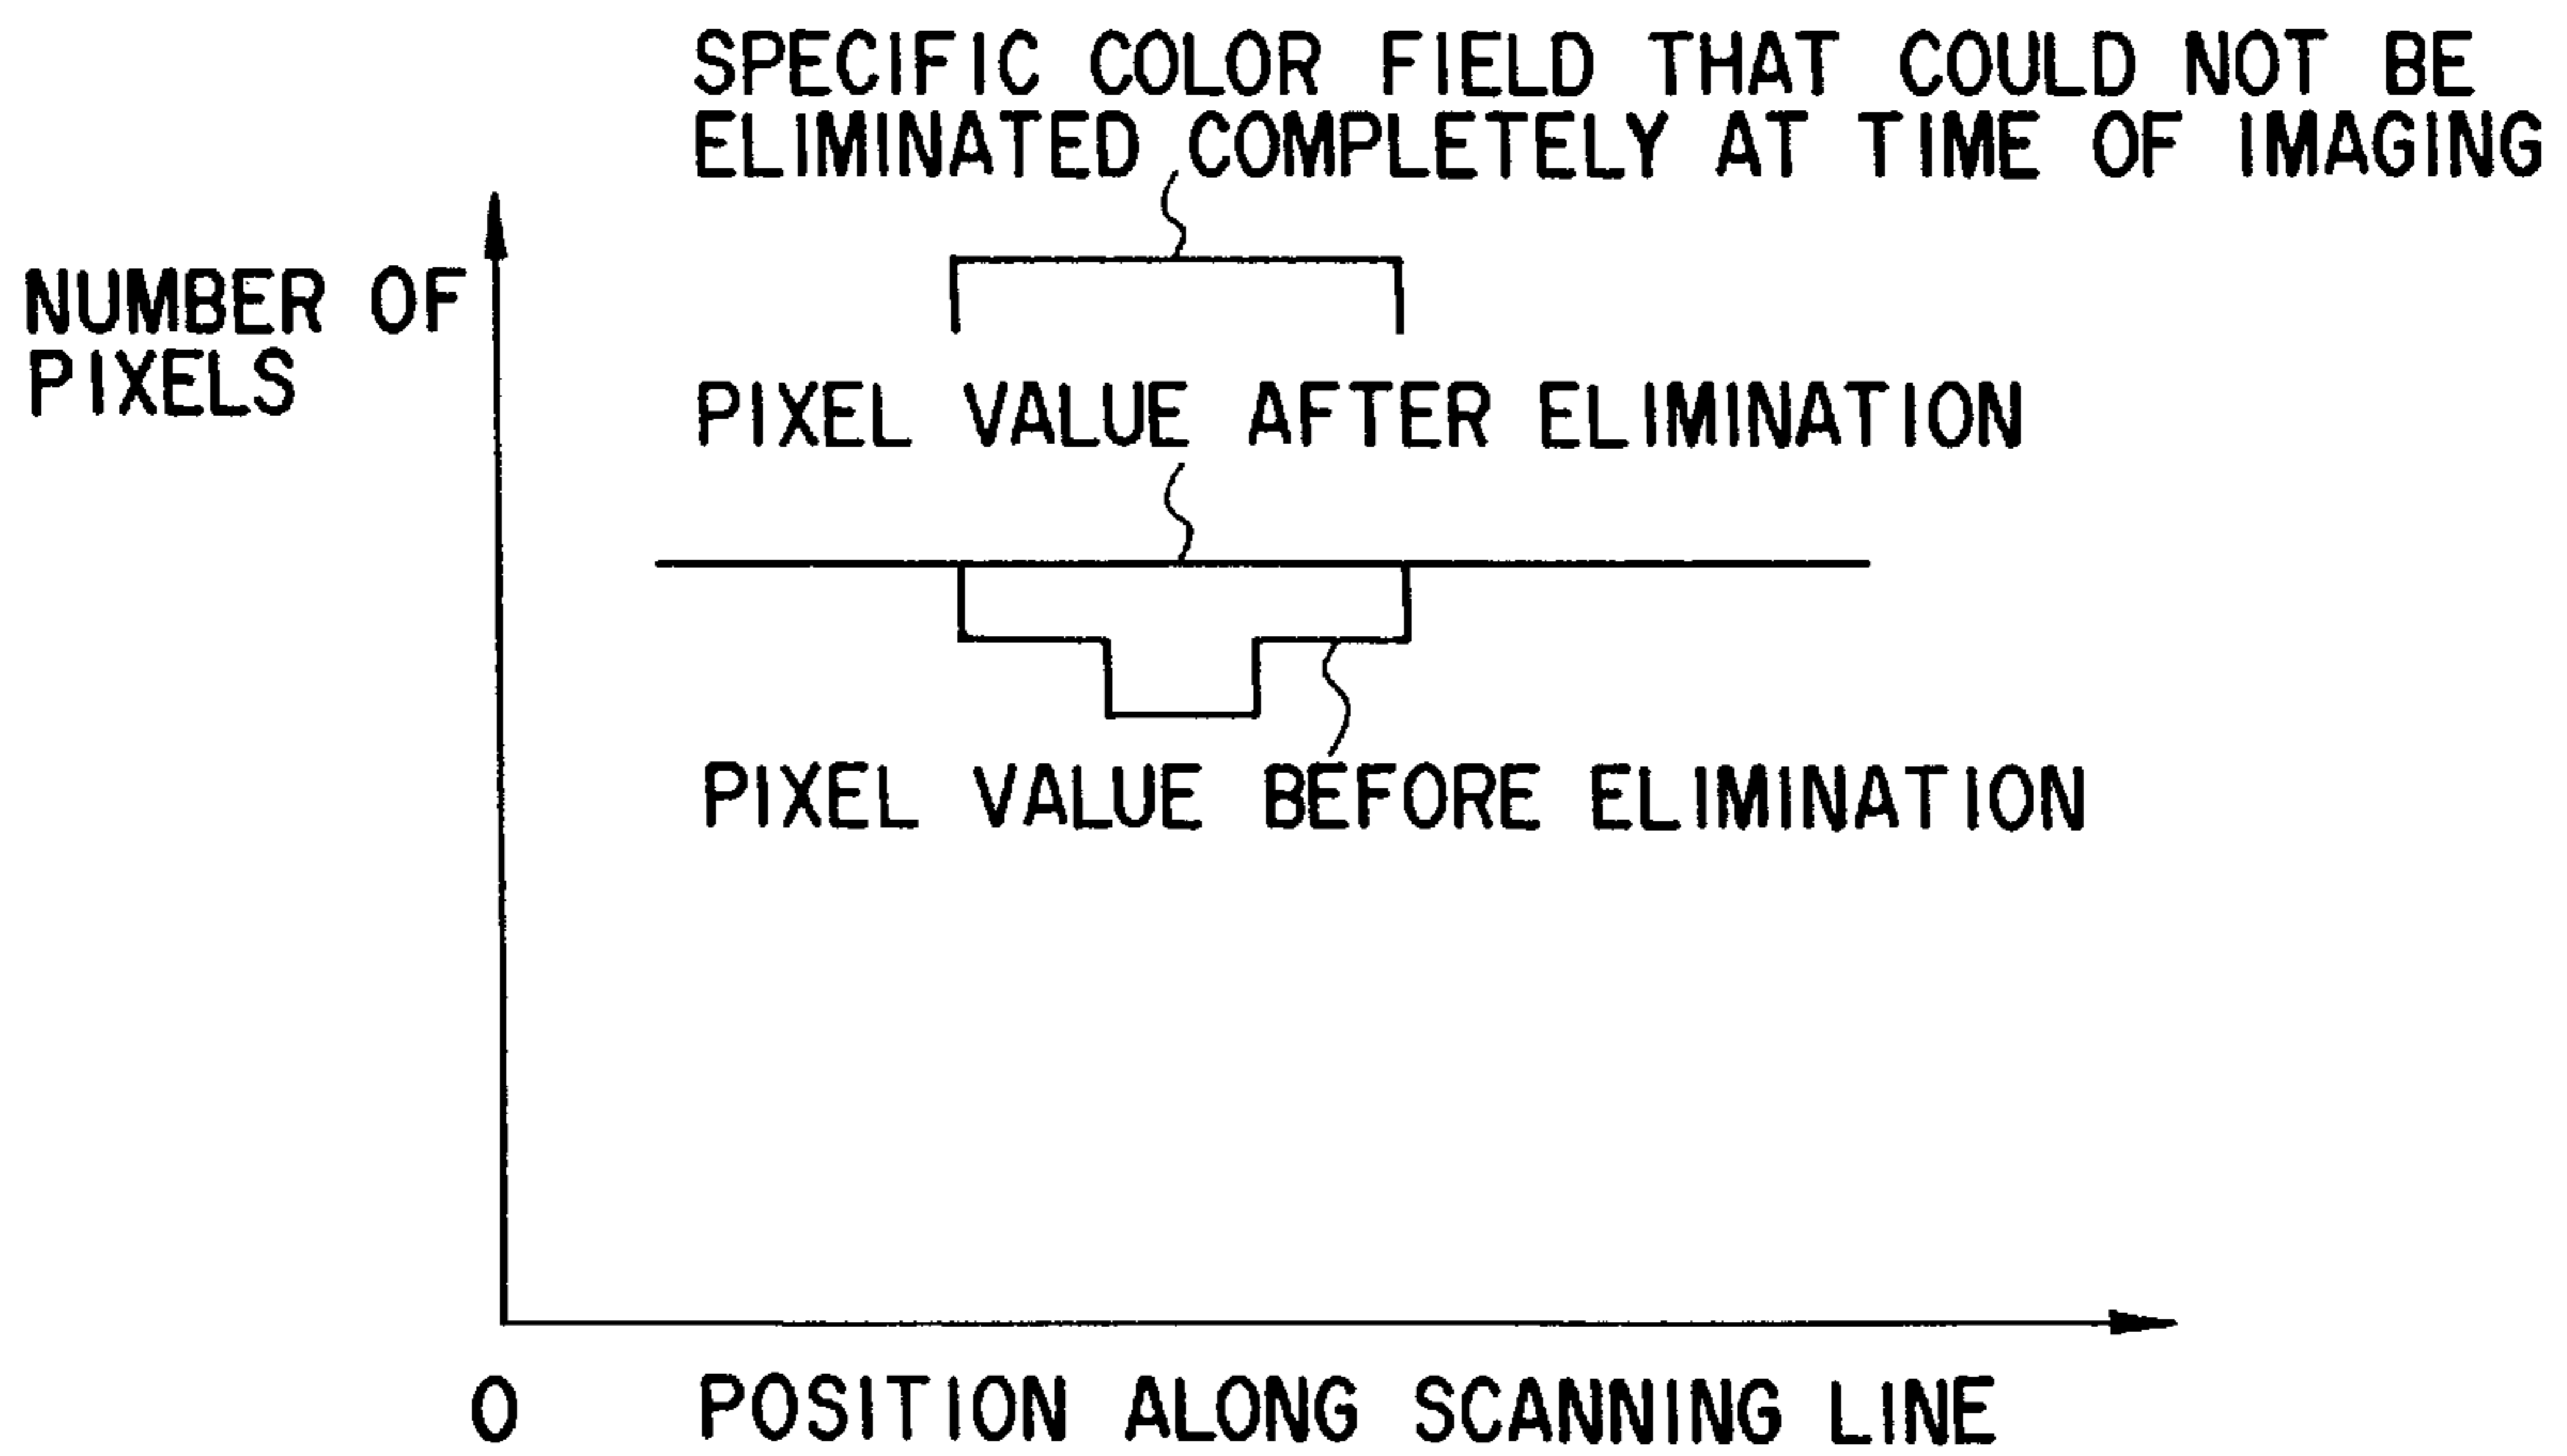 SPECIFIC COLOR FIELD THAT COULD NOT BE
ELIMINATED COMPLETELY AT TIME OF IMAGING
NUMBER OF
PIXELS
PIXEL VALUE AFTER ELIMINATION
PIXEL VALUE BEFORE ELIMINATION
0 POSITION ALONG SCANNING LINE